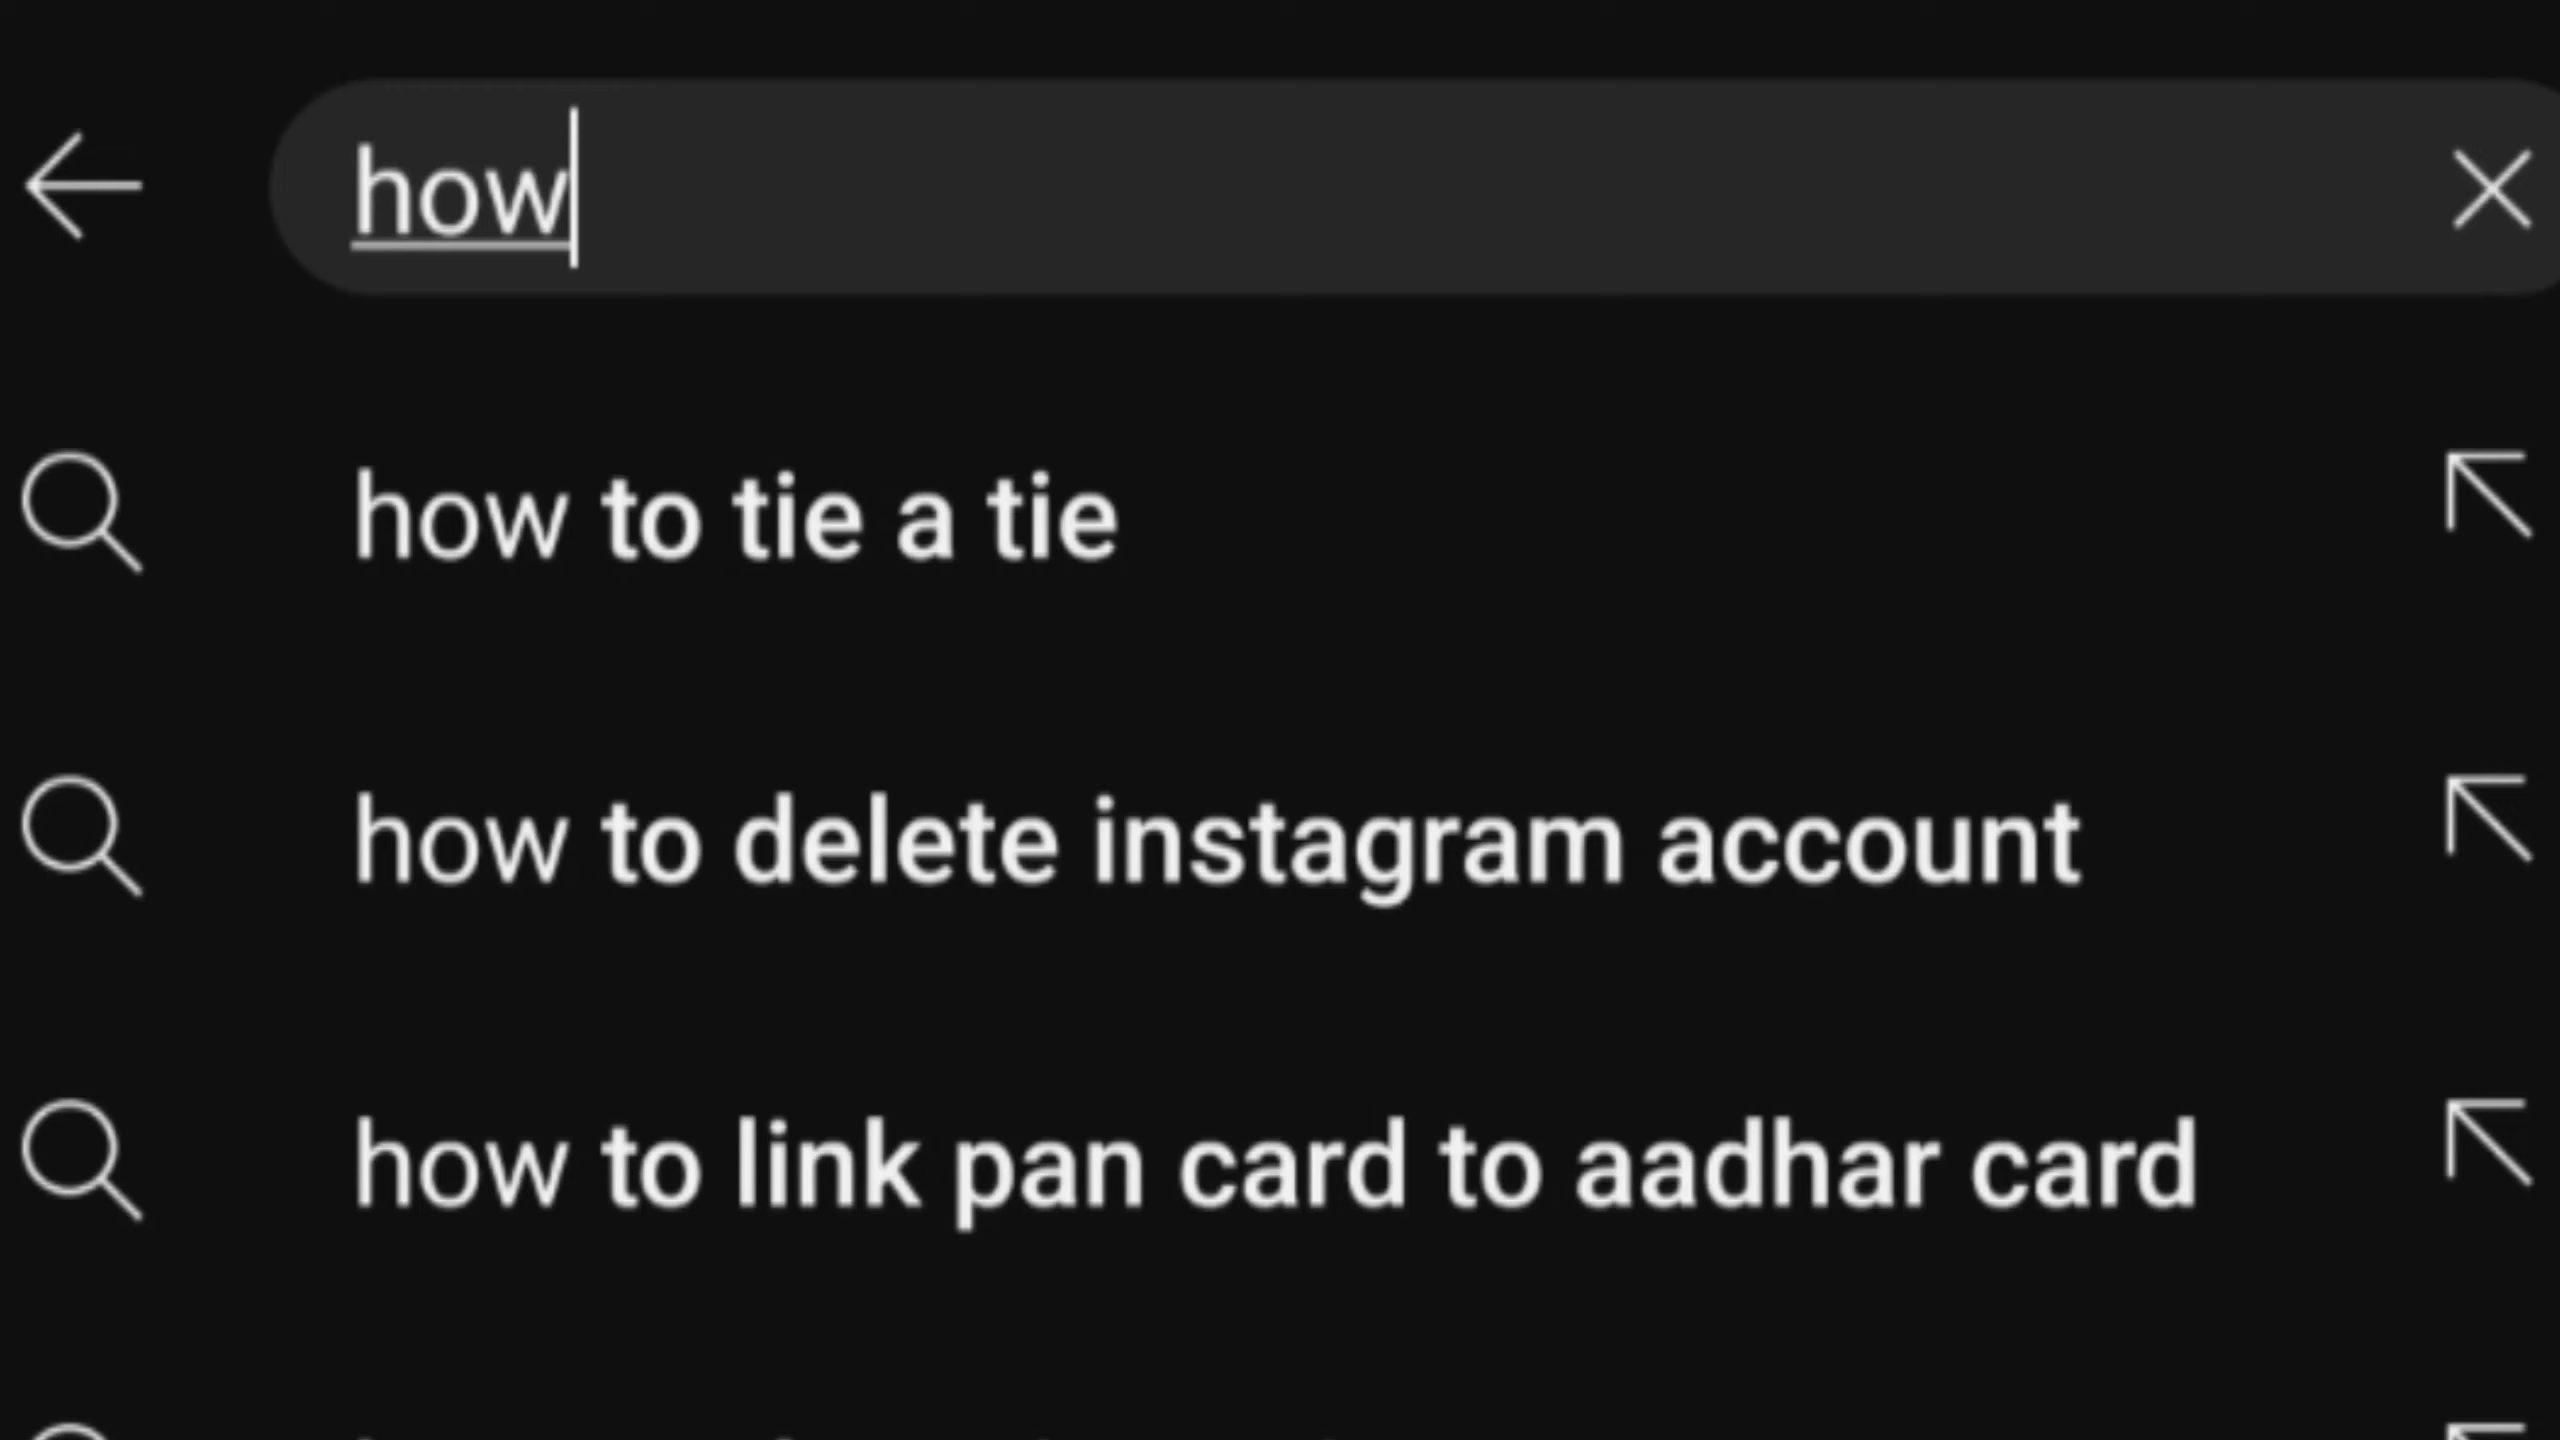 how
how to tie a tie
how to delete instagram account
how to link pan card to aadhar card